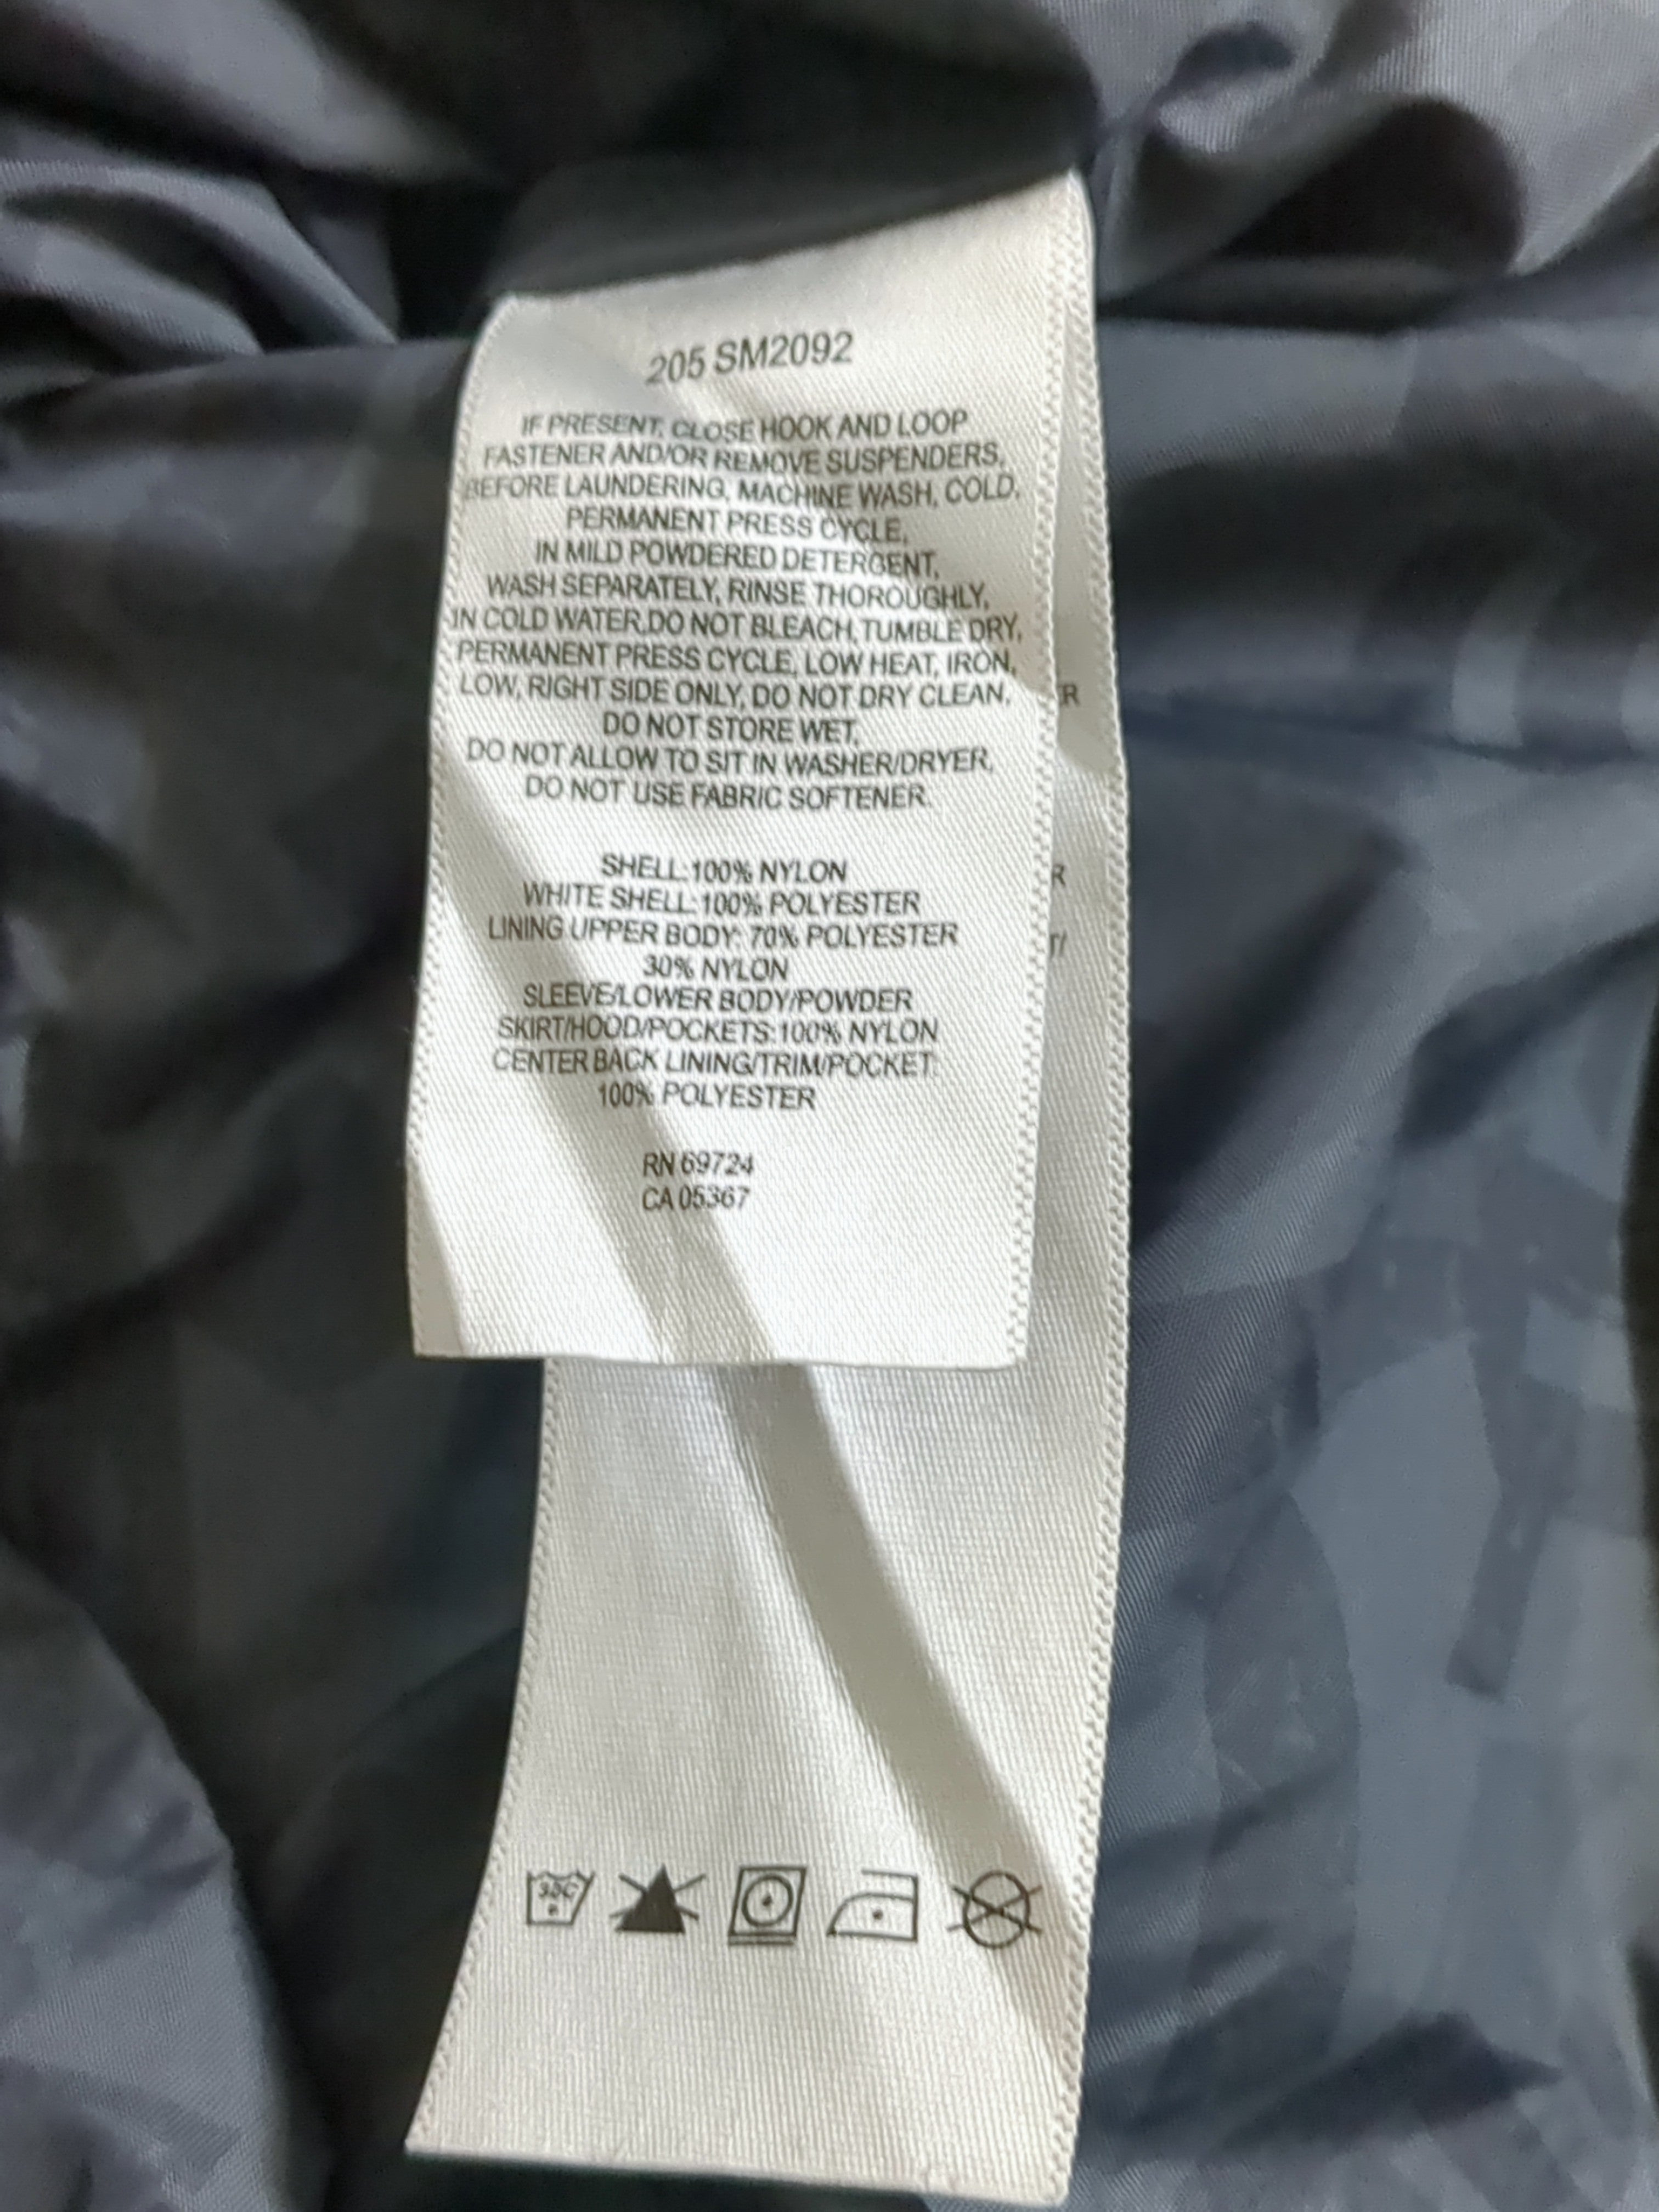 205 SM2092
IF PRESENT, CLOSE HOOK AND LOOP
FASTENER AND/OR REMOVE SUSPENDERS,
BEFORE LAUNDERING, MACHINE WASH, COLD,
PERMANENT PRESS CYCLE,
IN MILD POWDERED DETERGENT,
WASH SEPARATELY, RINSE THOROUGHLY,
IN COLD WATER,DO NOT BLEACH,TUMBLE DRY,
PERMANENT PRESS CYCLE, LOW HEAT, IRON,
LOW, RIGHT SIDE ONLY, DO NOT DRY CLEAN,
DO NOT STORE WET,
DO NOT ALLOW TO SIT IN WASHER/DRYER,
DO NOT USE FABRIC SOFTENER.
SHELL:100% NYLON
WHITE SHELL:100% POLYESTER
LINING UPPER BODY: 70% POLYESTER
30% NYLON
SLEEVE/LOWER BODY/POWDER
SKIRT/HOOD/POCKETS:100% NYLON
CENTER BACK LINING/TRIM/POCKET:
100% POLYESTER
RN 69724
CA 05367
R
R
T/
30C